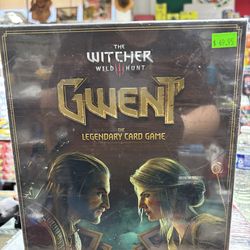 THE
WITCHER
WILD HUNT
GWENT
THE
LEGENDARY CARD GAME